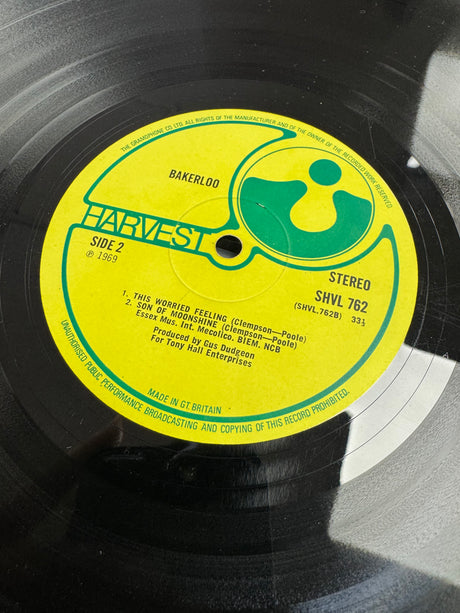 THE GRAMOPHONE CO LTD. ALL RIGHTS OF THE MANUFACTURER AND OF THE OWNER OF THE RECORDED WORK RESERVED.
BAKERLOO
HARVEST
SIDE 2
℗ 1969
STEREO
SHVL 762
(SHVL.762B) 33⅓
1. THIS WORRIED FEELING (Clempson—Poole)
2. SON OF MOONSHINE (Clempson—Poole)
Essex Mus. Int. Mecolico. BIEM. NCB
Produced by Gus Dudgeon
For Tony Hall Enterprises
MADE IN GT. BRITAIN
UNAUTHORISED PUBLIC PERFORMANCE BROADCASTING AND COPYING OF THIS RECORD PROHIBITED.